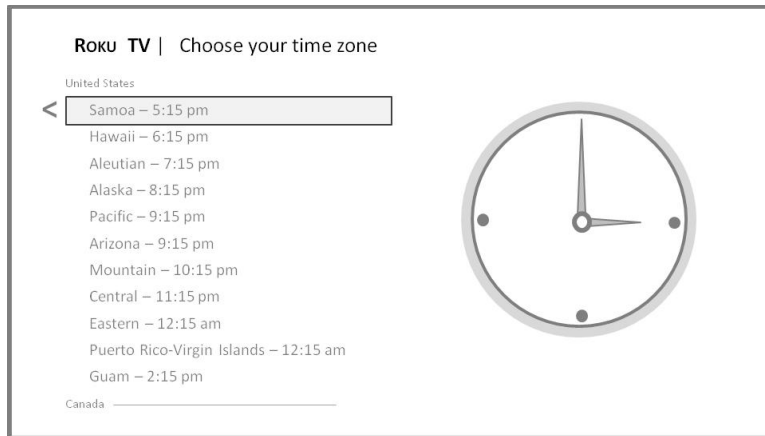 Roku TV | Choose your time zone
United States
<
Samoa – 5:15 pm
Hawaii – 6:15 pm
Aleutian – 7:15 pm
Alaska – 8:15 pm
Pacific – 9:15 pm
Arizona – 9:15 pm
Mountain – 10:15 pm
Central – 11:15 pm
Eastern – 12:15 am
Puerto Rico-Virgin Islands – 12:15 am
Guam – 2:15 pm
Canada